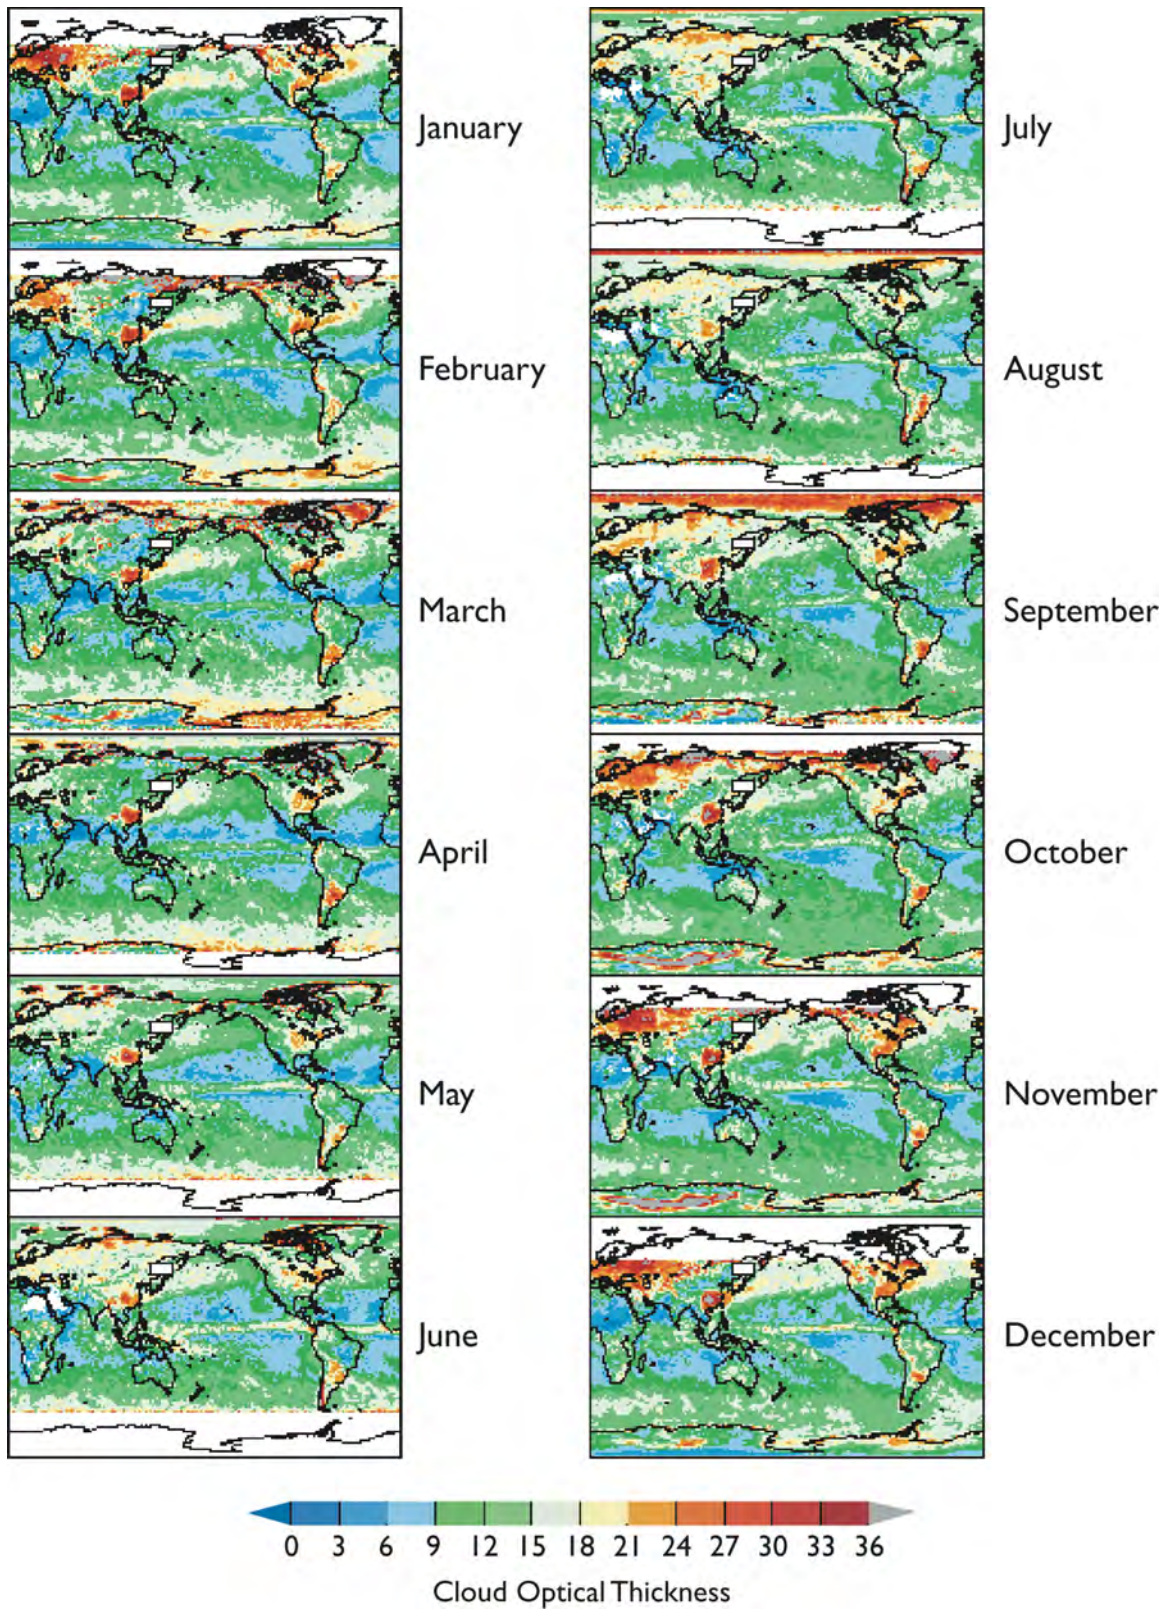 January
July
February
August
March
September
April
October
May
November
June
December
0 3 6 9 12 15 18 21 24 27 30 33 36
Cloud Optical Thickness